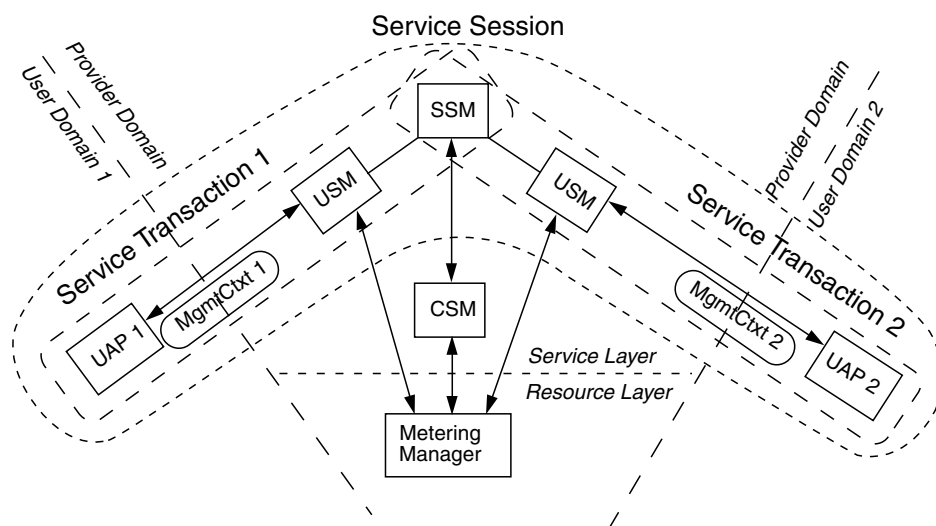 Service Session
Provider Domain
User Domain 1
Provider Domain
User Domain 2
SSM
Service Transaction 1
USM
USM
Service Transaction 2
MgmtCtxt 1
MgmtCtxt 2
UAP 1
CSM
UAP 2
Service Layer
Resource Layer
Metering
Manager